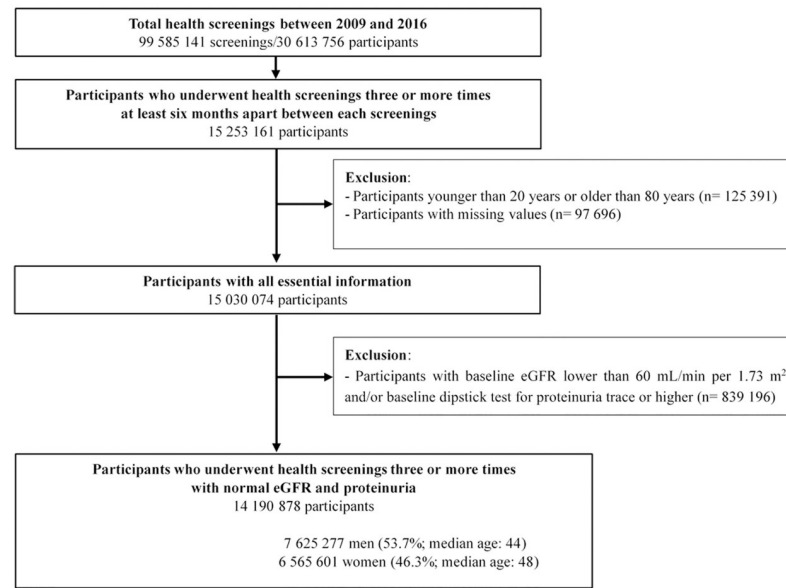 Total health screenings between 2009 and 2016
99 585 141 screenings/30 613 756 participants
Participants who underwent health screenings three or more times
at least six months apart between each screenings
15 253 161 participants
Exclusion:
- Participants younger than 20 years or older than 80 years (n= 125 391)
- Participants with missing values (n= 97 696)
Participants with all essential information
15 030 074 participants
Exclusion:
- Participants with baseline eGFR lower than 60 mL/min per 1.73 m²
and/or baseline dipstick test for proteinuria trace or higher (n= 839 196)
Participants who underwent health screenings three or more times
with normal eGFR and proteinuria
14 190 878 participants
7 625 277 men (53.7%; median age: 44)
6 565 601 women (46.3%; median age: 48)